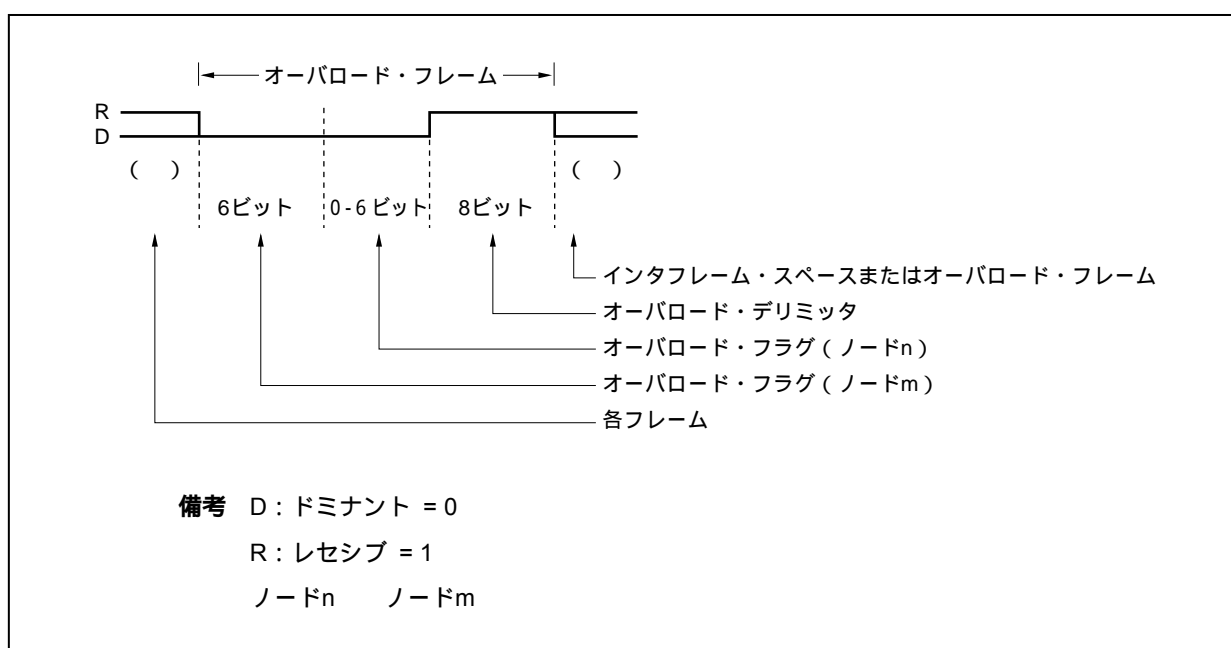 オーバロード・フレーム
R
D
（　）
（　）
6ビット
0-6ビット
8ビット
インタフレーム・スペースまたはオーバロード・フレーム
オーバロード・デリミッタ
オーバロード・フラグ（ノードn）
オーバロード・フラグ（ノードm）
各フレーム
備考　D：ドミナント = 0
R：レセシブ = 1
ノードn　　ノードm